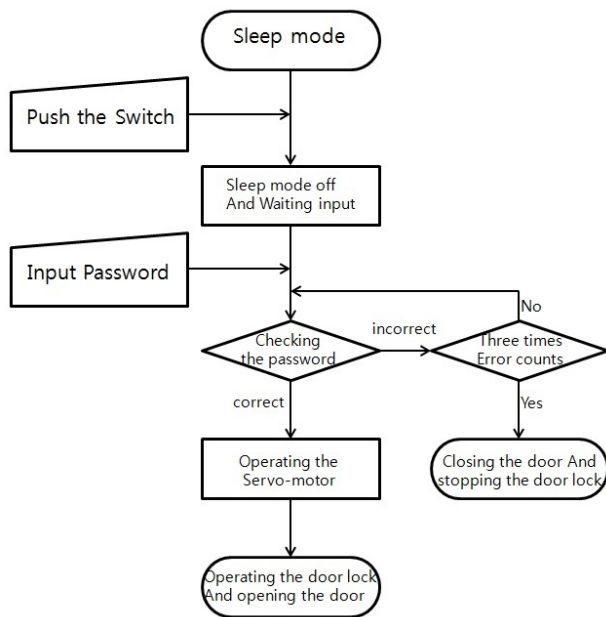 Sleep mode
Push the Switch
Sleep mode off
And Waiting input
Input Password
No
Checking
the password
incorrect
Three times
Error counts
correct
Yes
Operating the
Servo-motor
Closing the door And
stopping the door lock
Operating the door lock
And opening the door